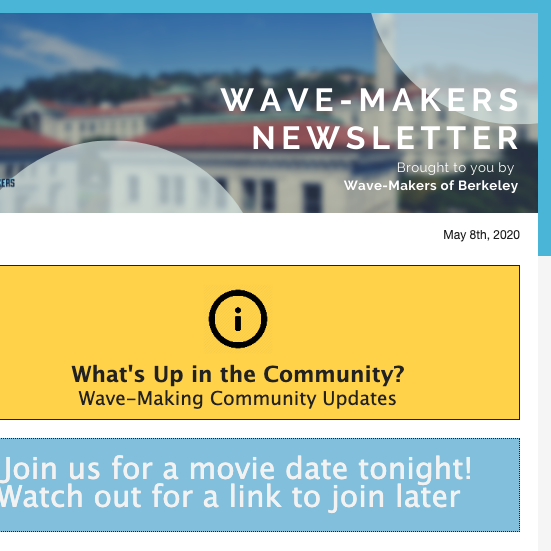 WAVE-MAKERS
NEWSLETTER
Brought to you by
Wave-Makers of Berkeley
May 8th, 2020
What's Up in the Community?
Wave-Making Community Updates
Join us for a movie date tonight!
Watch out for a link to join later